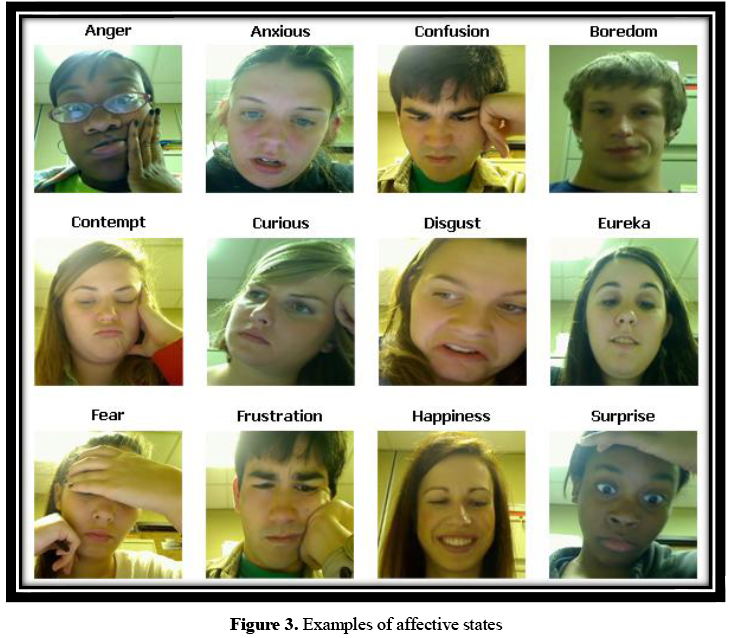 Anger Anxious Confusion Boredom
Contempt Curious Disgust Eureka
Fear Frustration Happiness Surprise
Figure 3. Examples of affective states